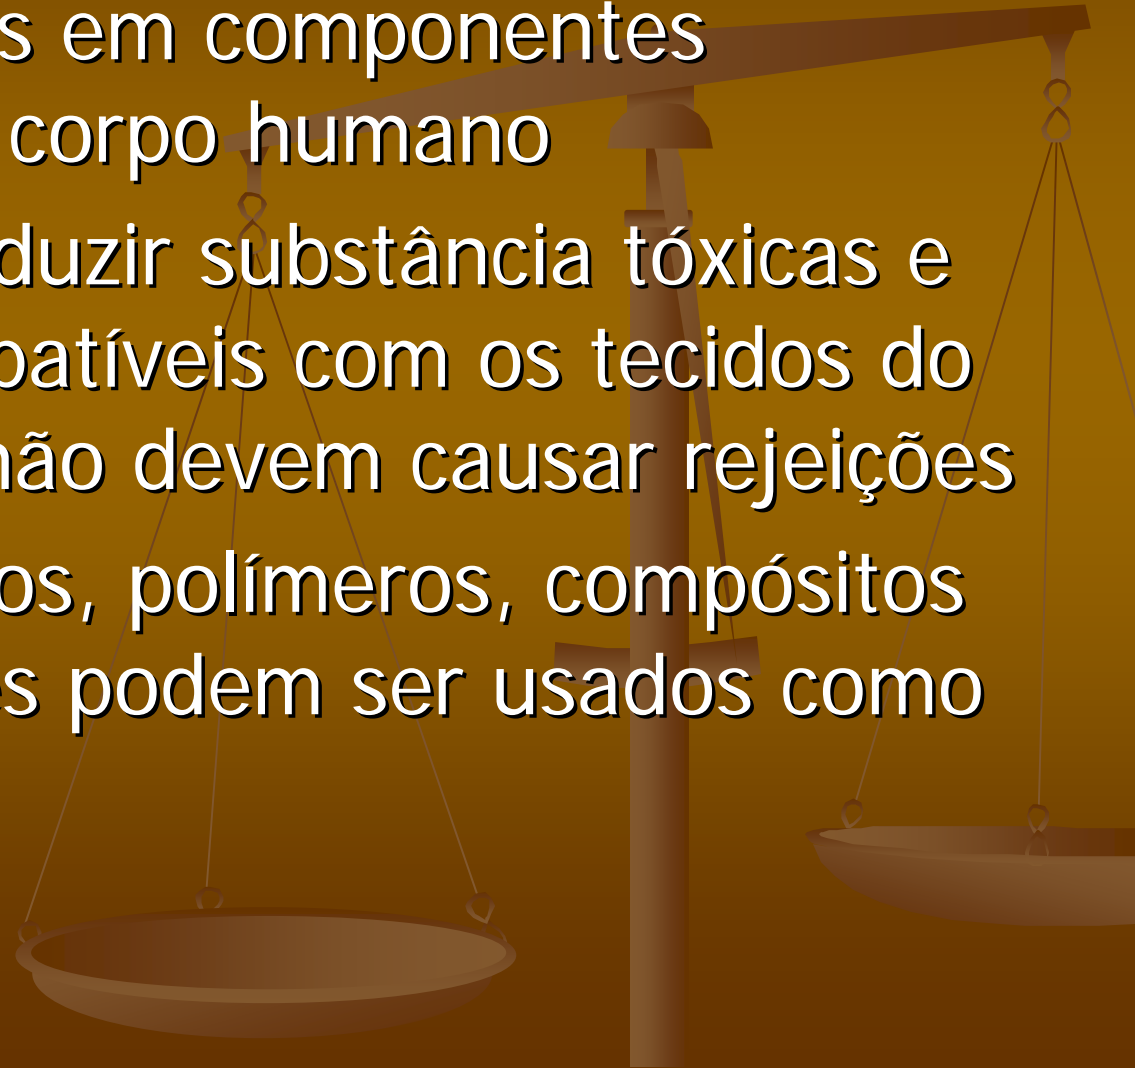 s em componentes
corpo humano
duzir substância tóxicas e
patíveis com os tecidos do
não devem causar rejeições
os, polímeros, compósitos
es podem ser usados como